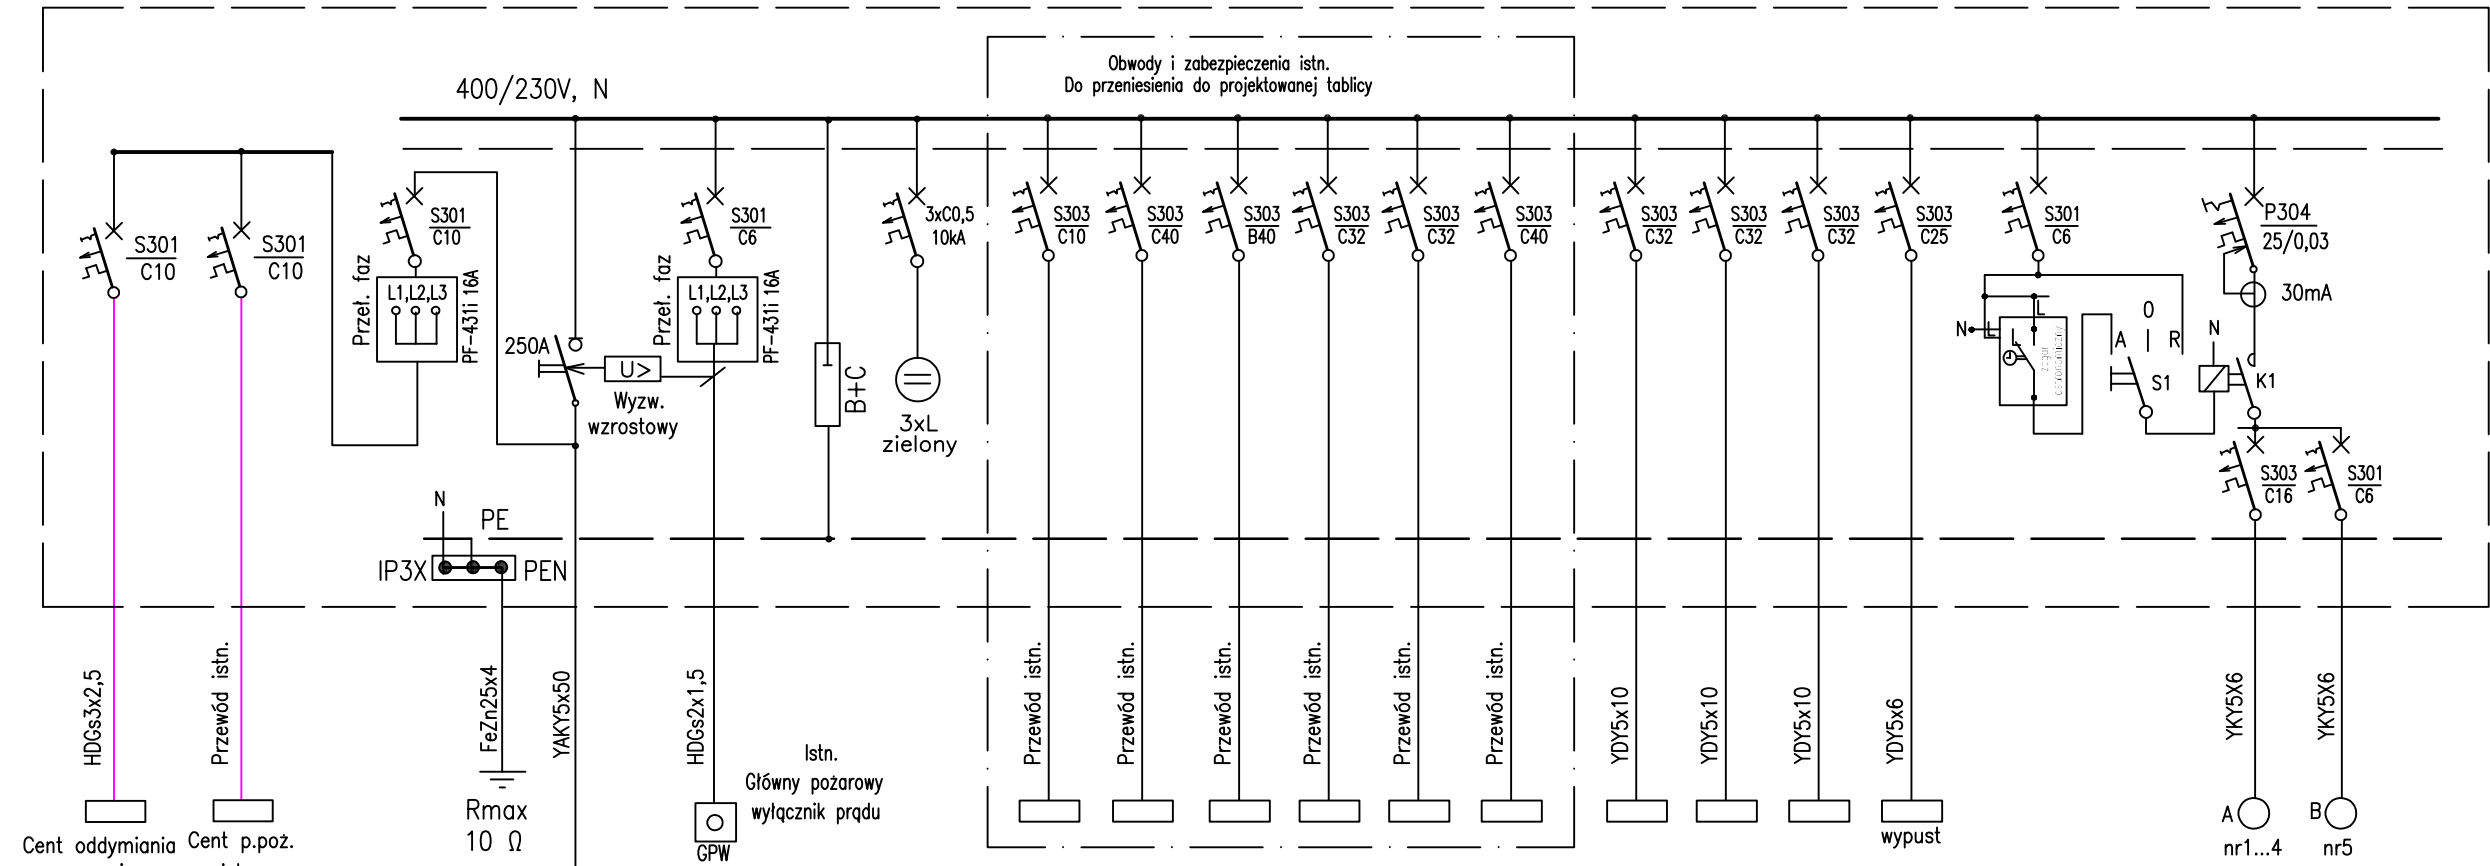 Obwody i zabezpieczenia istn.
Do przeniesienia do projektowanej tablicy
400/230V, N
S301
C10
S301
C10
S301
C10
Przeł. faz
L1,L2,L3
PF-431i 16A
250A
U>
Wyzw.
wzrostowy
S301
C6
Przeł. faz
L1,L2,L3
PF-431i 16A
B+C
3xC0,5
10kA
3xL
zielony
S303
C10
S303
C40
S303
B40
S303
C32
S303
C32
S303
C40
S303
C32
S303
C32
S303
C32
S303
C25
S301
C6
N
L
L
L
zegar
astronomiczny
A
0
R
S1
N
K1
P304
25/0,03
30mA
S303
C16
S301
C6
N
PE
IP3X
PEN
HDGs3x2,5
Przewód istn.
FeZn25x4
YAKY5x50
HDGs2x1,5
Przewód istn.
Przewód istn.
Przewód istn.
Przewód istn.
Przewód istn.
Przewód istn.
YDY5x10
YDY5x10
YDY5x10
YDY5x6
YKY5X6
YKY5X6
Istn.
Główny pożarowy
wyłącznik prądu
Cent oddymiania
Cent p.poż.
Rmax
10 Ω
GPW
wypust
A
nr1...4
B
nr5